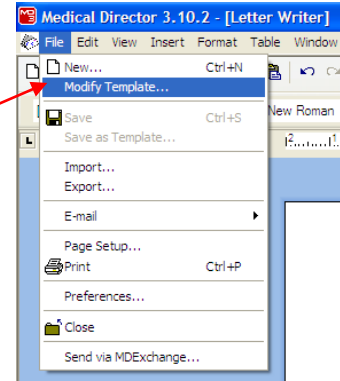 Medical Director 3.10.2 - [Letter Writer]
File Edit View Insert Format Table Window
New... Ctrl+N
Modify Template...
Save Ctrl+S
New Roman
Save as Template...
Import...
Export...
E-mail
Page Setup...
Print Ctrl+P
Preferences...
Close
Send via MDExchange...